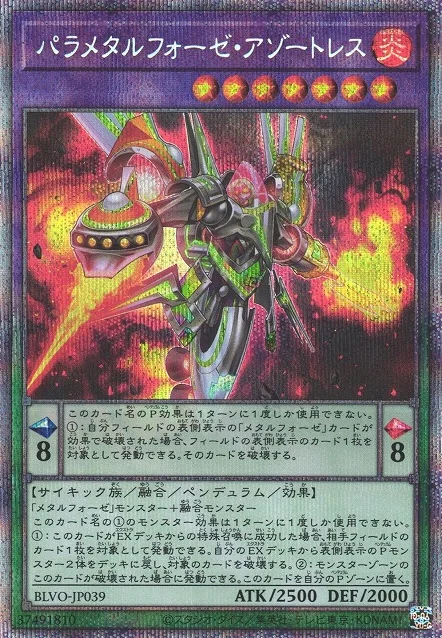 パラメタルフォーゼ・アゾートレス
炎
このカード名のP効果は1ターンに1度しか使用できない。
①:自分フィールドの表側表示の「メタルフォーゼ」カードが
効果で破壊された場合、フィールドの表側表示のカード1枚を
対象として発動できる。そのカードを破壊する。
8
8
【サイキック族/融合/ペンデュラム/効果】
「メタルフォーゼ」モンスター+融合モンスター
このカード名の①のモンスター効果は1ターンに1度しか使用できない。
①:このカードがEXデッキからの特殊召喚に成功した場合、相手フィールドの
カード1枚を対象として発動できる。自分のEXデッキから表側表示のPモン
スター2体をデッキに戻し、対象のカードを破壊する。②:モンスターゾーンの
このカードが破壊された場合に発動できる。このカードを自分のPゾーンに置く。
BLVO-JP039
ATK/2500
DEF/2000
37491810
©スタジオ・ダイス/集英社・テレビ東京・KONAMI